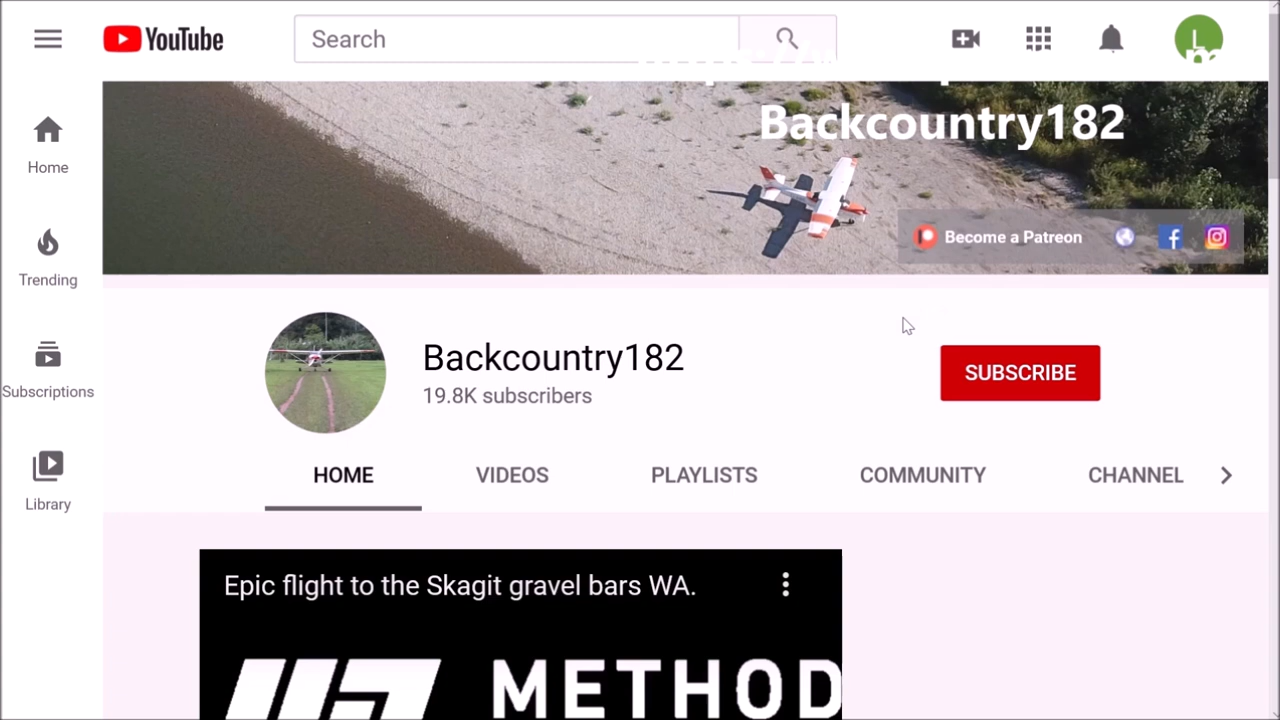 YouTube
Search
L
Backcountry182
Home
Become a Patreon
Trending
Backcountry182
SUBSCRIBE
19.8K subscribers
Subscriptions
HOME VIDEOS PLAYLISTS COMMUNITY CHANNEL
Library
Epic flight to the Skagit gravel bars WA.
METHOD